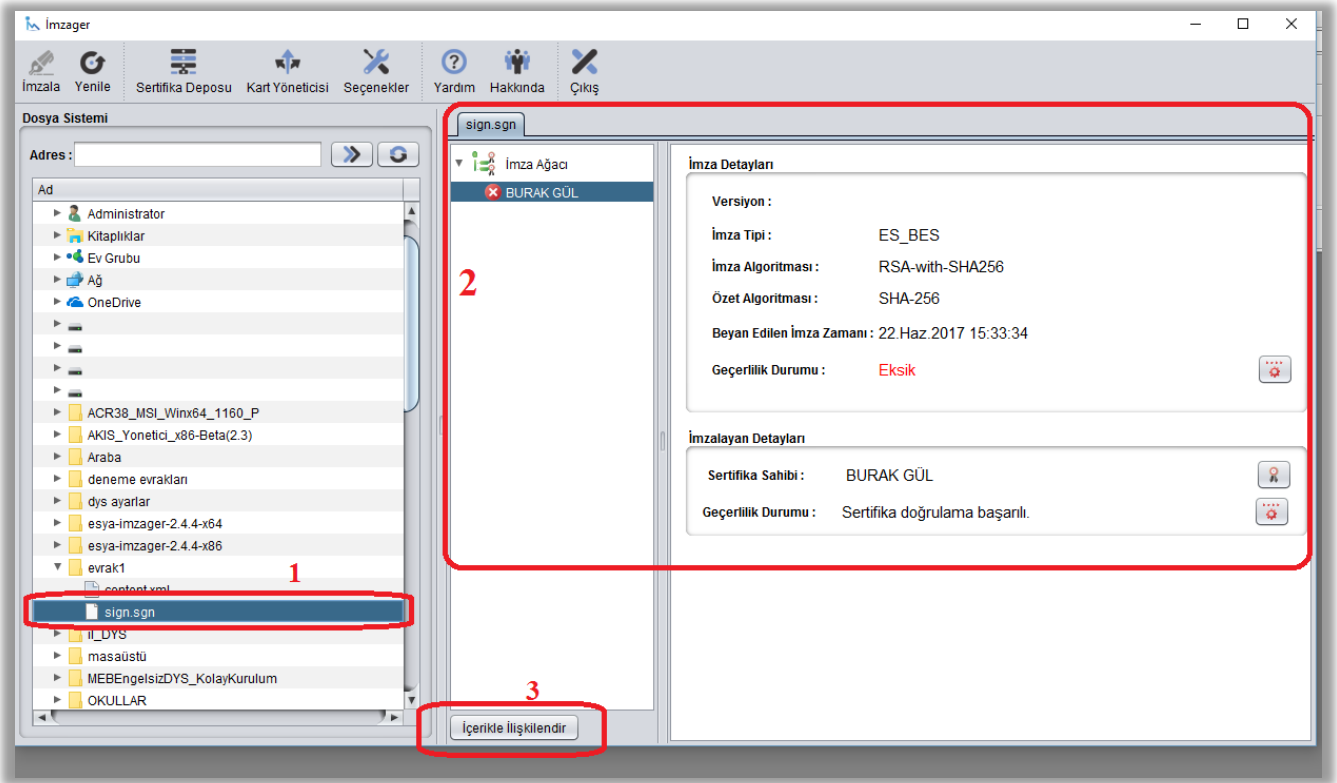 İmzager
İmzala Yenile Sertifika Deposu Kart Yöneticisi Seçenekler Yardım Hakkında Çıkış
Dosya Sistemi
Adres :
Ad
Administrator
Kitaplıklar
Ev Grubu
Ağ
OneDrive
ACR38_MSI_Winx64_1160_P
AKIS_Yonetici_x86-Beta(2.3)
Araba
deneme evrakları
dys ayarlar
esya-imzager-2.4.4-x64
esya-imzager-2.4.4-x86
evrak1
1
content.xml
sign.sgn
il_DYS
masaüstü
MEBEngelsizDYS_KolayKurulum
OKULLAR
sign.sgn
İmza Ağacı
BURAK GÜL
2
İmza Detayları
Versiyon :
İmza Tipi : ES_BES
İmza Algoritması : RSA-with-SHA256
Özet Algoritması : SHA-256
Beyan Edilen İmza Zamanı : 22.Haz.2017 15:33:34
Geçerlilik Durumu : Eksik
İmzalayan Detayları
Sertifika Sahibi : BURAK GÜL
Geçerlilik Durumu : Sertifika doğrulama başarılı.
3
İçerikle İlişkilendir